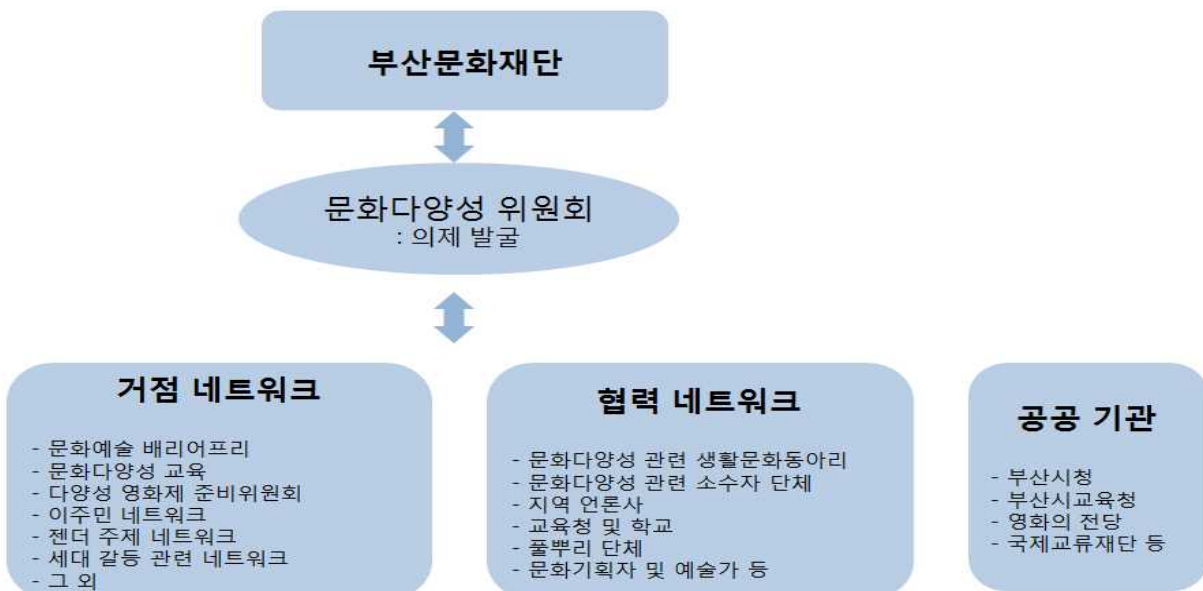 부산문화재단
문화다양성 위원회
: 의제 발굴
거점 네트워크
- 문화예술 배리어프리
- 문화다양성 교육
- 다양성 영화제 준비위원회
- 이주민 네트워크
- 젠더 주제 네트워크
- 세대 갈등 관련 네트워크
- 그 외
협력 네트워크
- 문화다양성 관련 생활문화동아리
- 문화다양성 관련 소수자 단체
- 지역 언론사
- 교육청 및 학교
- 풀뿌리 단체
- 문화기획자 및 예술가 등
공공 기관
- 부산시청
- 부산시교육청
- 영화의 전당
- 국제교류재단 등